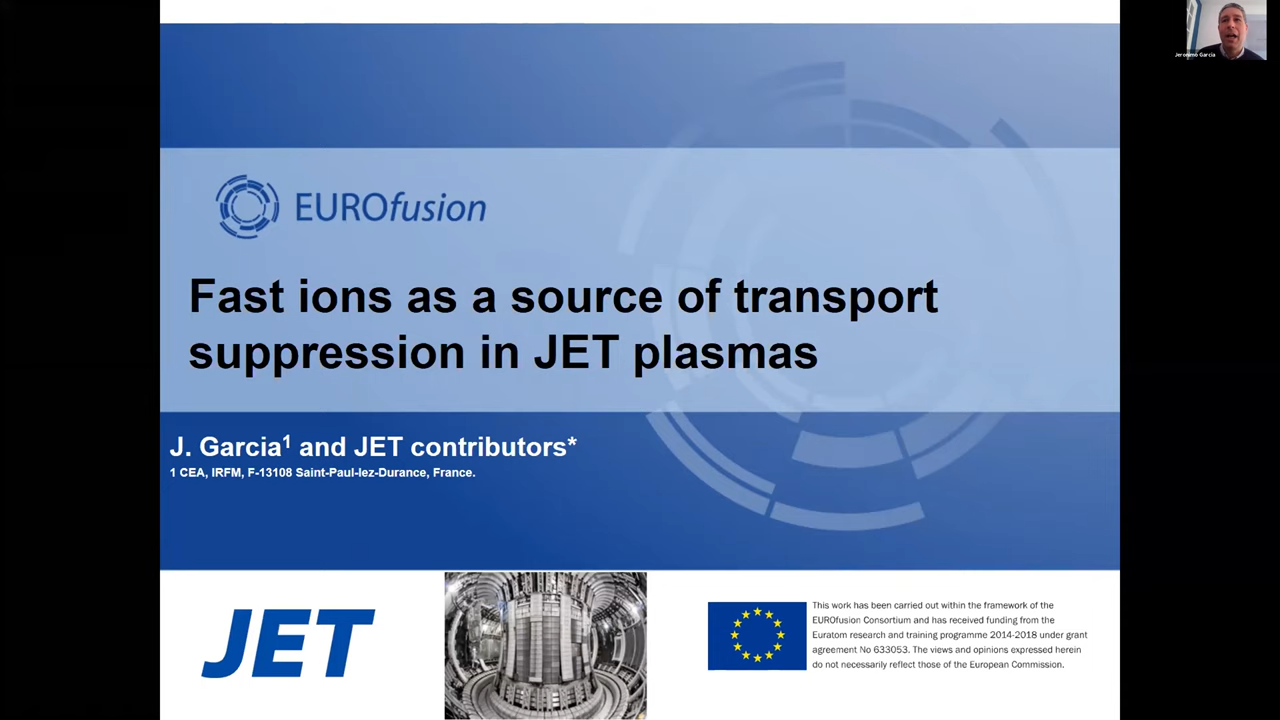 Jeronimo Garcia
EUROfusion
Fast ions as a source of transport
suppression in JET plasmas
J. Garcia¹ and JET contributors*
1 CEA, IRFM, F-13108 Saint-Paul-lez-Durance, France.
JET
This work has been carried out within the framework of the
EUROfusion Consortium and has received funding from the
Euratom research and training programme 2014-2018 under grant
agreement No 633053. The views and opinions expressed herein
do not necessarily reflect those of the European Commission.